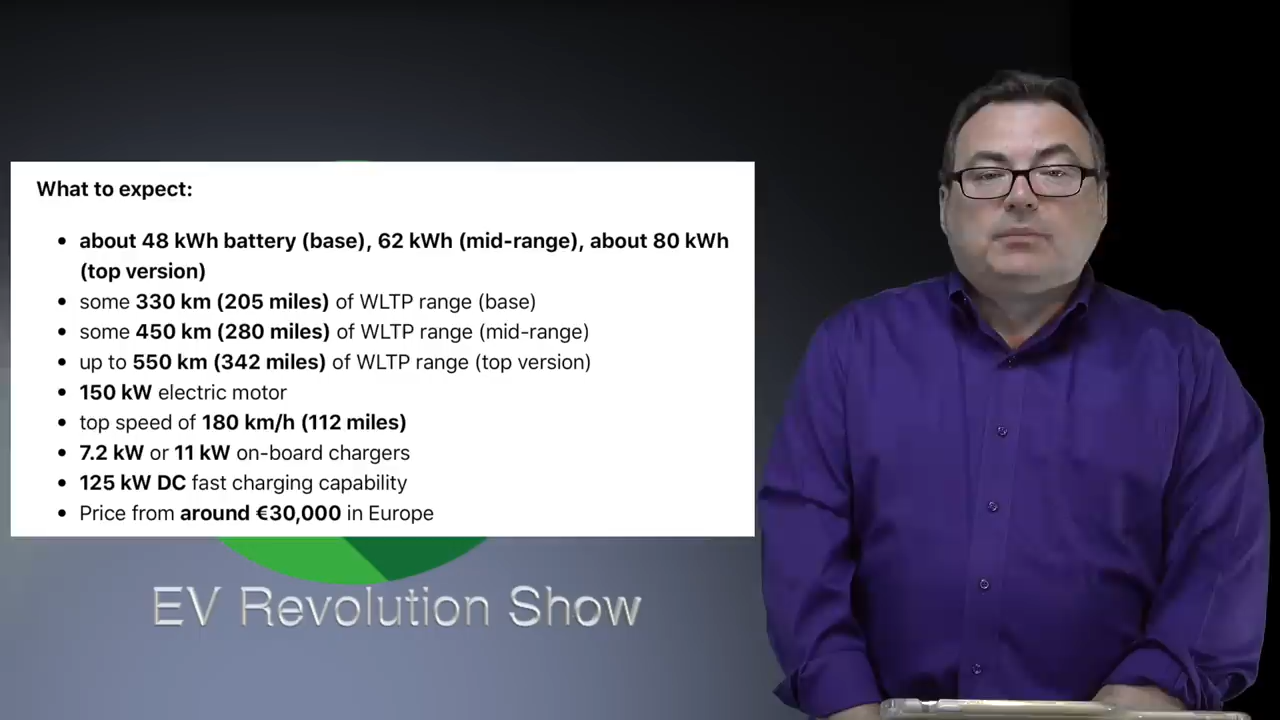 What to expect:
• about 48 kWh battery (base), 62 kWh (mid-range), about 80 kWh
(top version)
• some 330 km (205 miles) of WLTP range (base)
• some 450 km (280 miles) of WLTP range (mid-range)
• up to 550 km (342 miles) of WLTP range (top version)
• 150 kW electric motor
• top speed of 180 km/h (112 miles)
• 7.2 kW or 11 kW on-board chargers
• 125 kW DC fast charging capability
• Price from around €30,000 in Europe
EV Revolution Show